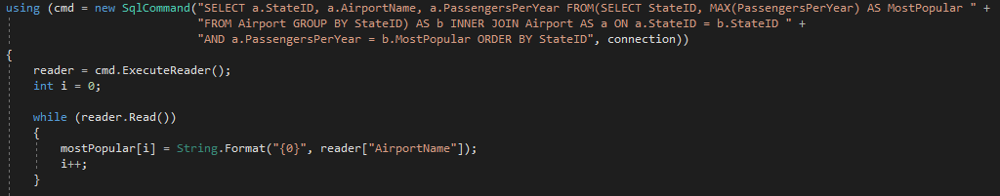 using (cmd = new SqlCommand("SELECT a.StateID, a.AirportName, a.PassengersPerYear FROM(SELECT StateID, MAX(PassengersPerYear) AS MostPopular " +
"FROM Airport GROUP BY StateID) AS b INNER JOIN Airport AS a ON a.StateID = b.StateID " +
"AND a.PassengersPerYear = b.MostPopular ORDER BY StateID", connection))
{
reader = cmd.ExecuteReader();
int i = 0;
while (reader.Read())
{
mostPopular[i] = String.Format("{0}", reader["AirportName"]);
i++;
}